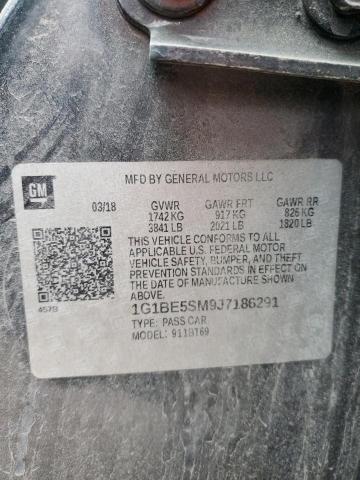 MFD BY GENERAL MOTORS LLC
GM
03/18 GVWR GAWR FRT GAWR RR
1742 KG 917 KG 826 KG
3841 LB 2021 LB 1820 LB
THIS VEHICLE CONFORMS TO ALL
APPLICABLE U.S. FEDERAL MOTOR
VEHICLE SAFETY, BUMPER, AND THEFT
PREVENTION STANDARDS IN EFFECT ON
THE DATE OF MANUFACTURE SHOWN
ABOVE.
457B
1G1BE5SM9J7186291
TYPE: PASS CAR
MODEL: 911BT69